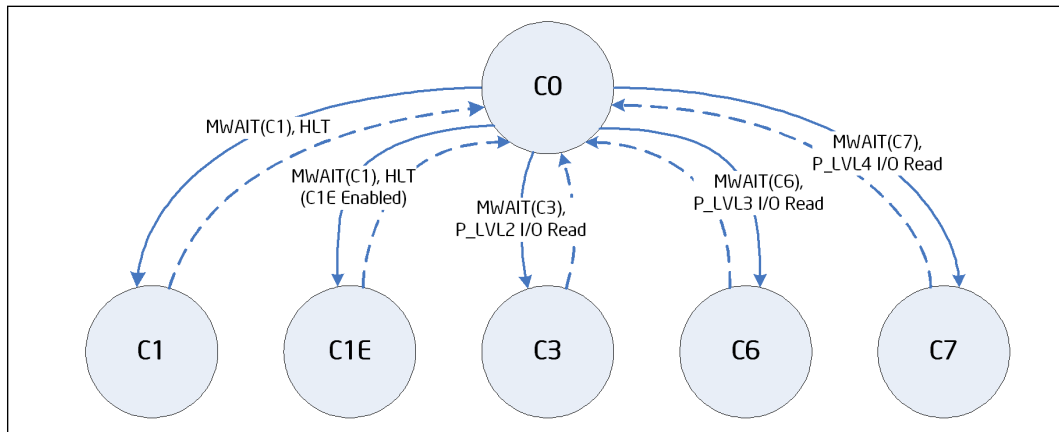 C0
MWAIT(C1), HLT
MWAIT(C1), HLT
(C1E Enabled)
MWAIT(C3),
P_LVL2 I/O Read
MWAIT(C6),
P_LVL3 I/O Read
MWAIT(C7),
P_LVL4 I/O Read
C1
C1E
C3
C6
C7